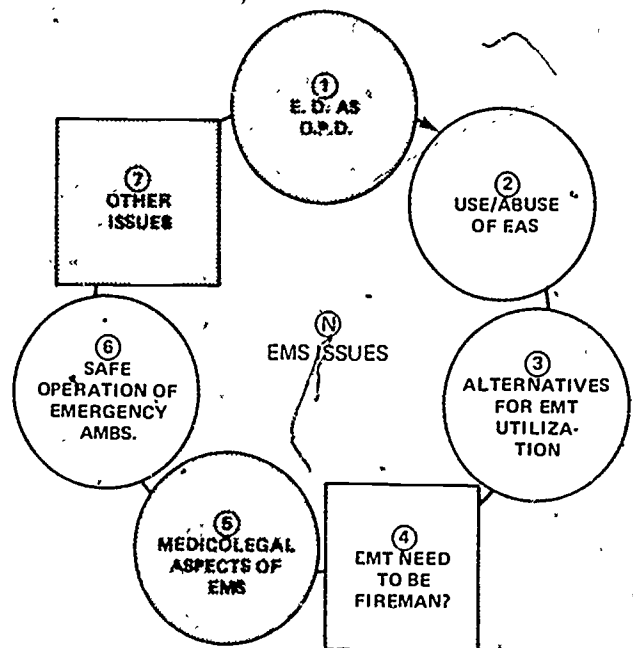 ①
E. D. AS
O.P.D.
②
USE/ABUSE
OF EAS
③
ALTERNATIVES
FOR EMT
UTILIZA-
TION
④
EMT NEED
TO BE
FIREMAN?
⑤
MEDICOLEGAL
ASPECTS OF
EMS
⑥
SAFE
OPERATION OF
EMERGENCY
AMBS.
⑦
OTHER
ISSUES
Ⓝ
EMS ISSUES